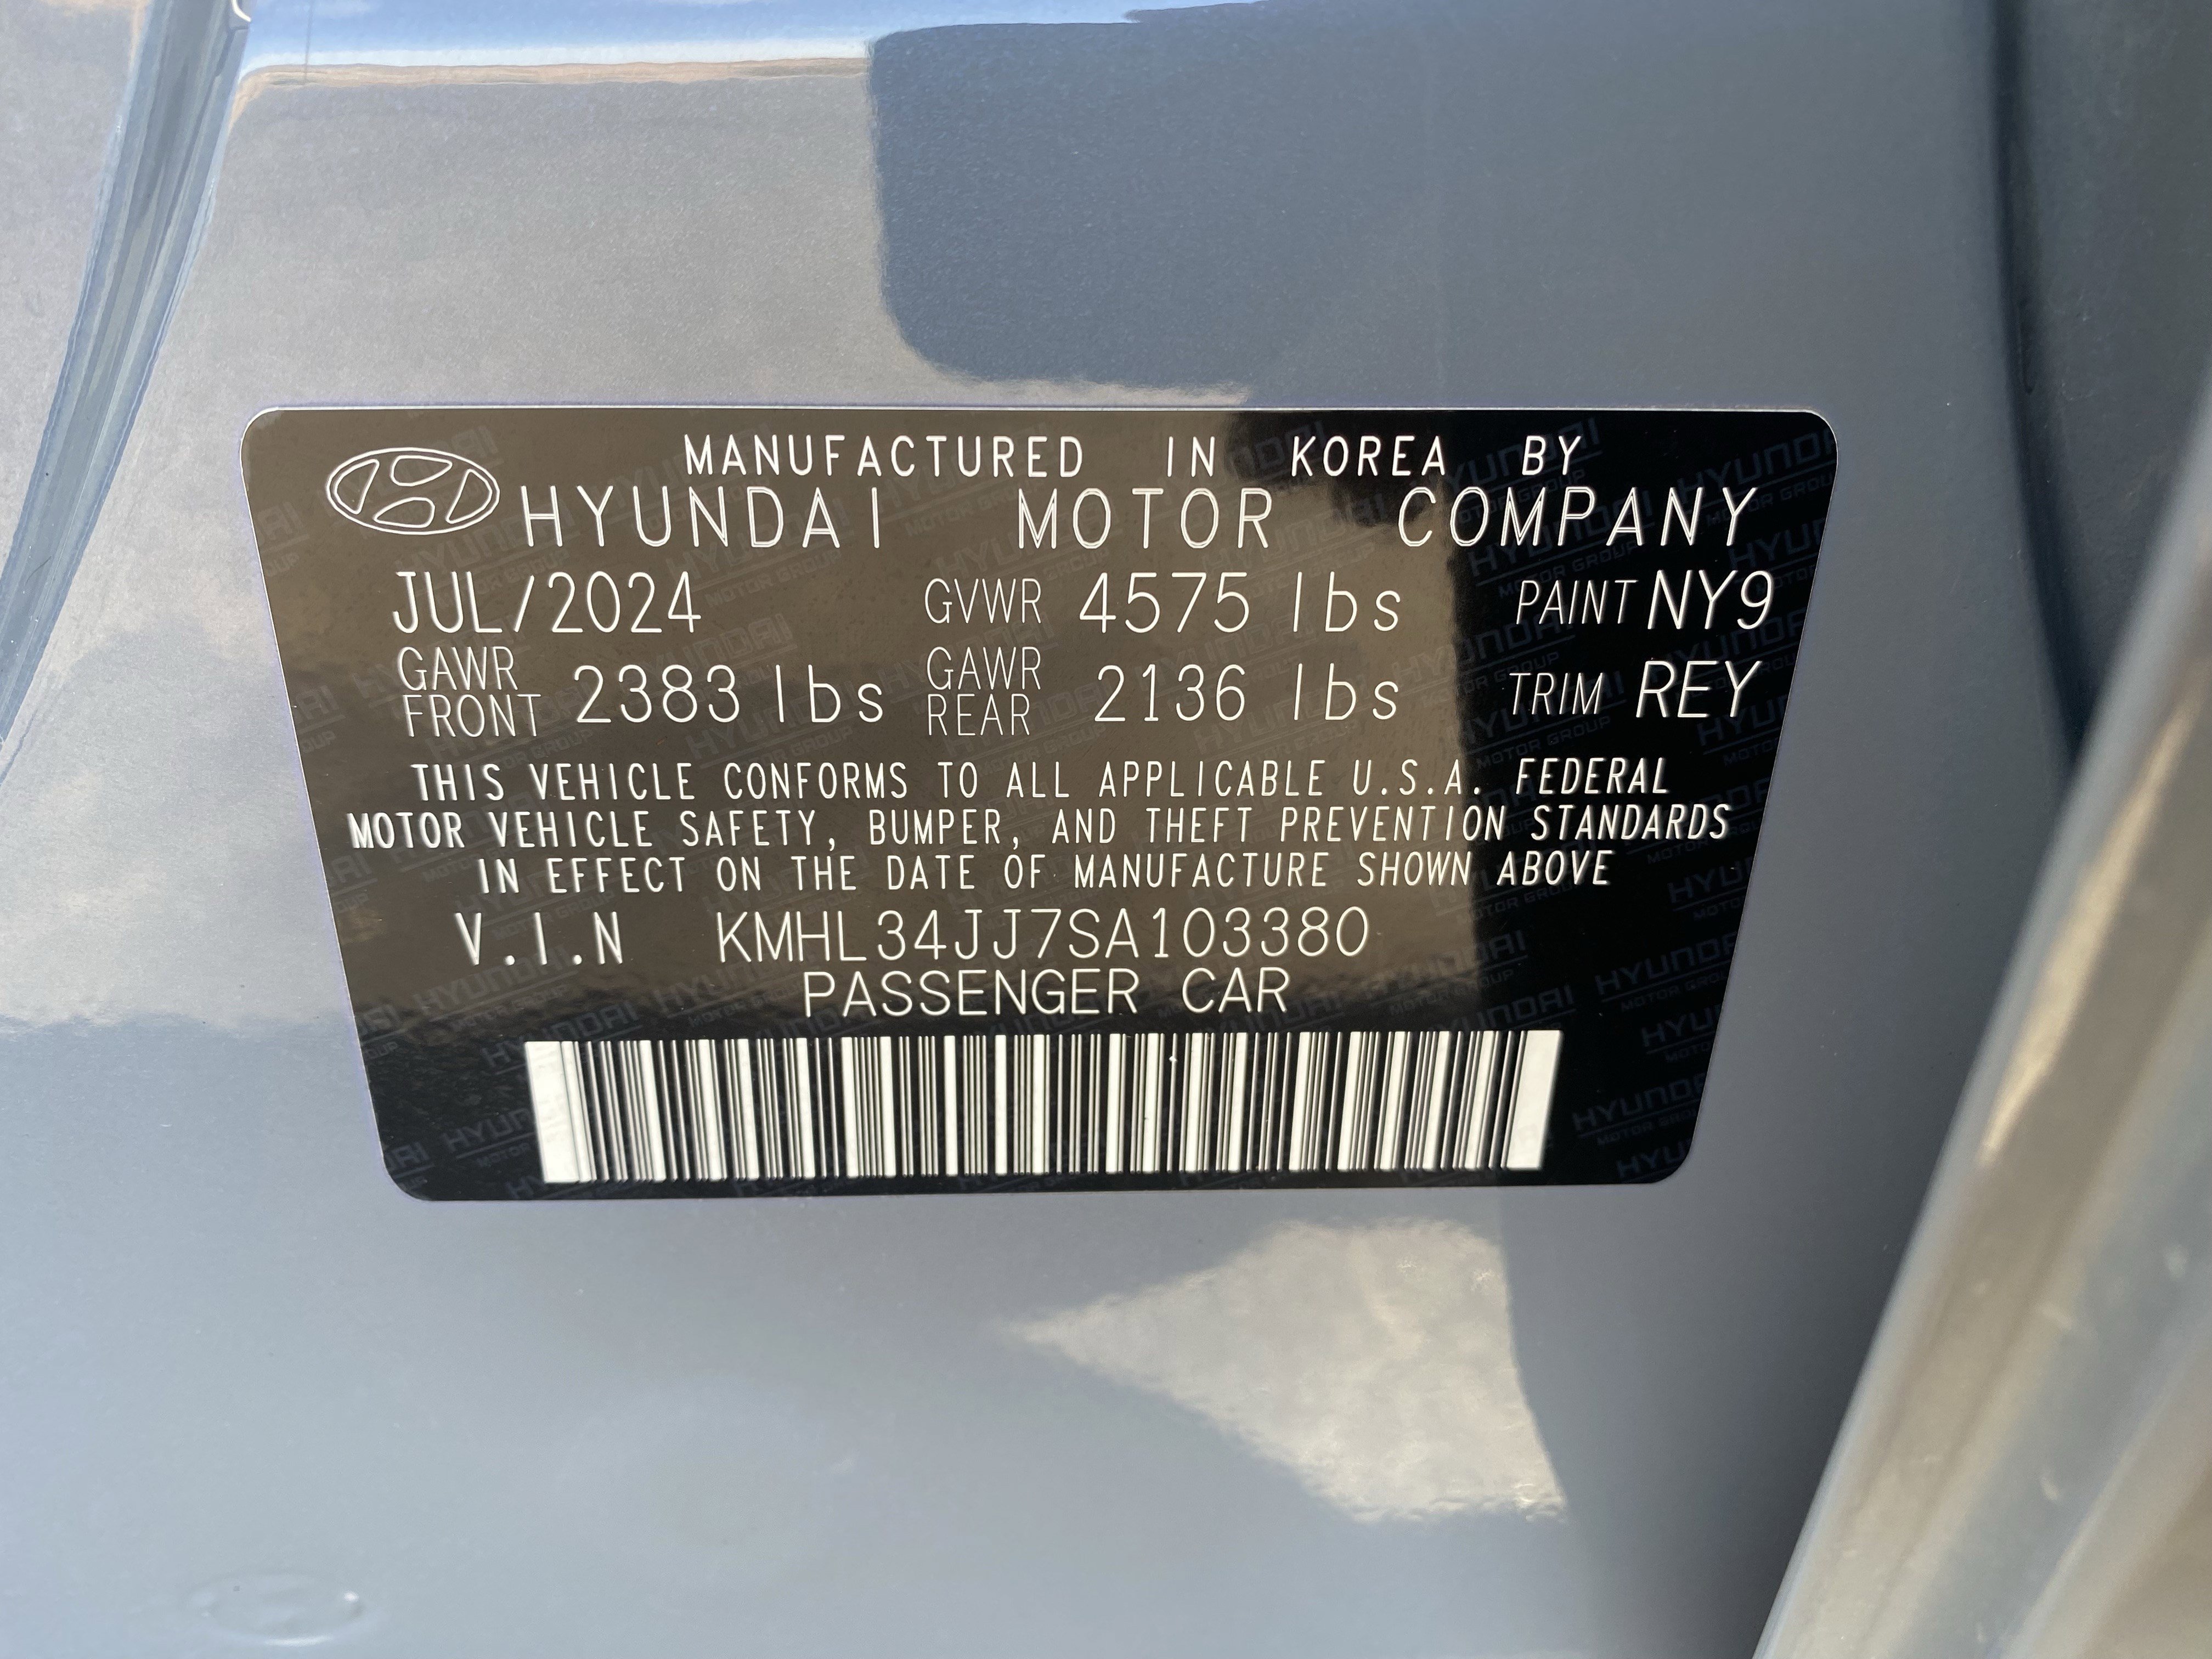 MANUFACTURED IN KOREA BY
HYUNDAI MOTOR COMPANY
JUL/2024 GVWR 4575 lbs PAINT NY9
GAWR FRONT 2383 lbs GAWR REAR 2136 lbs TRIM REY
THIS VEHICLE CONFORMS TO ALL APPLICABLE U.S.A. FEDERAL
MOTOR VEHICLE SAFETY, BUMPER, AND THEFT PREVENTION STANDARDS
IN EFFECT ON THE DATE OF MANUFACTURE SHOWN ABOVE
V.I.N KMHL34JJ7SA103380
PASSENGER CAR